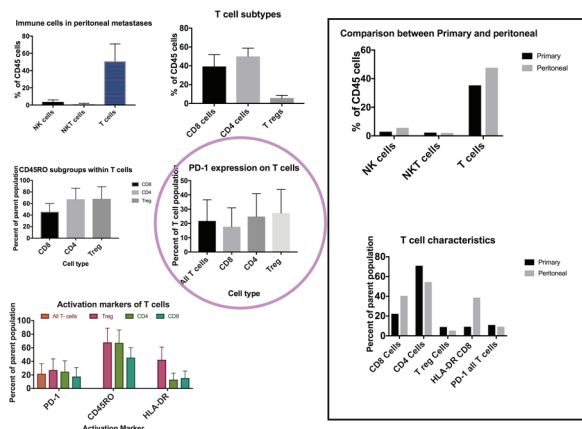 Immune cells in peritoneal metastases
% of CD45 cells
80
60
40
20
0
NK cells
NKT cells
T cells
T cell subtypes
% of CD45 cells
80
60
40
20
0
CD8 cells
CD4 cells
T regs
Comparison between Primary and peritoneal
Primary
Peritoneal
% of CD45 cells
60
40
20
0
NK cells
NKT cells
T cells
CD45RO subgroups within T cells
Percent of parent population
150
100
50
0
CD8
CD4
Treg
CD8
CD4
Treg
Cell type
PD-1 expression on T cells
Percent of T cell population
50
40
30
20
10
0
All T cells
CD8
CD4
Treg
Cell type
T cell characteristics
Primary
Peritoneal
Percent of parent population
80
60
40
20
0
CD8 Cells
CD4 Cells
T reg Cells
HLA-DR CD8
PD-1 all T cells
Activation markers of T cells
All T- cells
Treg
CD4
CD8
Percent of parent population
100
80
60
40
20
0
PD-1
CD45RO
HLA-DR
Activation Marker